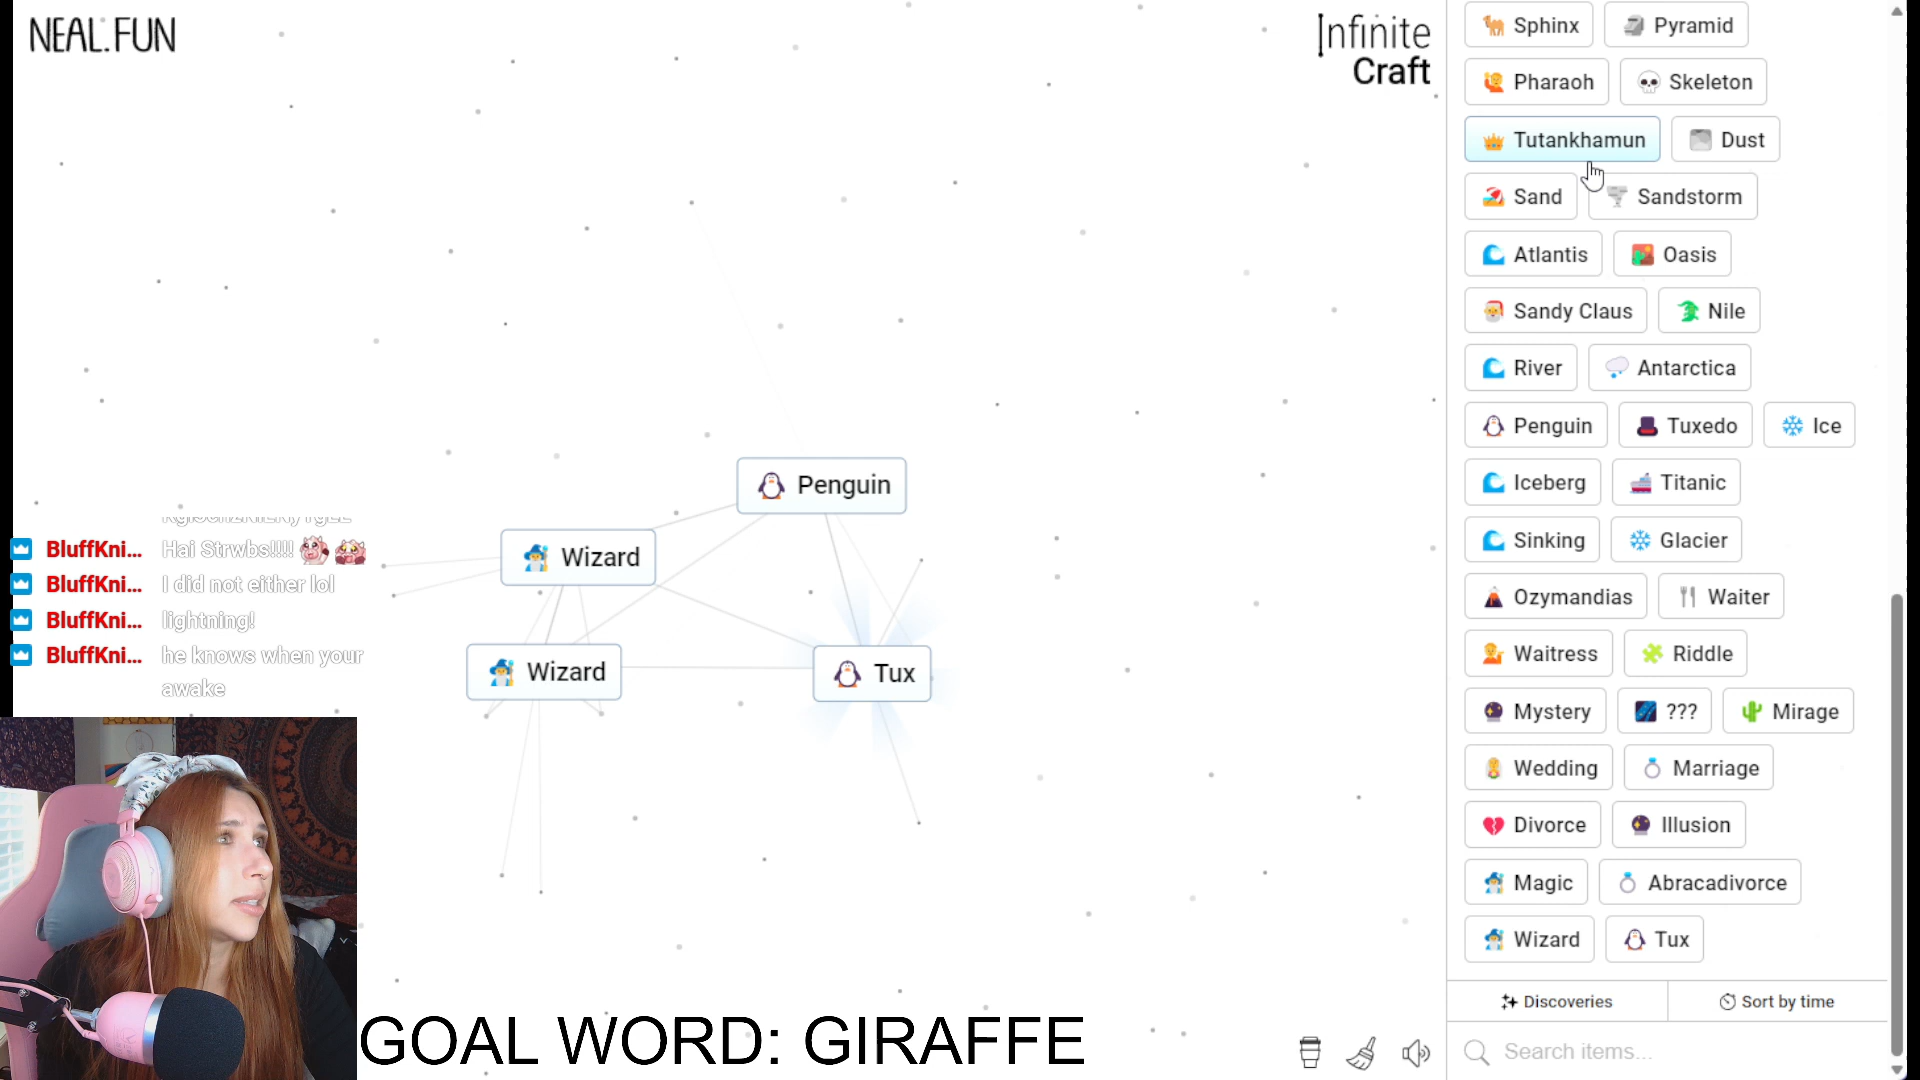 NEAL.FUN
Infinite
Craft
Sphinx
Pyramid
Pharaoh
Skeleton
Tutankhamun
Dust
Sand
Sandstorm
Atlantis
Oasis
Sandy Claus
Nile
River
Antarctica
Penguin
Tuxedo
Ice
Iceberg
Titanic
Sinking
Glacier
Ozymandias
Waiter
Waitress
Riddle
Mystery
???
Mirage
Wedding
Marriage
Divorce
Illusion
Magic
Abracadivorce
Wizard
Tux
Discoveries
Sort by time
Search items...
Penguin
Wizard
Wizard
Tux
BluffKni... Hai Strwbs!!!!
BluffKni... I did not either lol
BluffKni... lightning!
BluffKni... he knows when your
awake
GOAL WORD: GIRAFFE